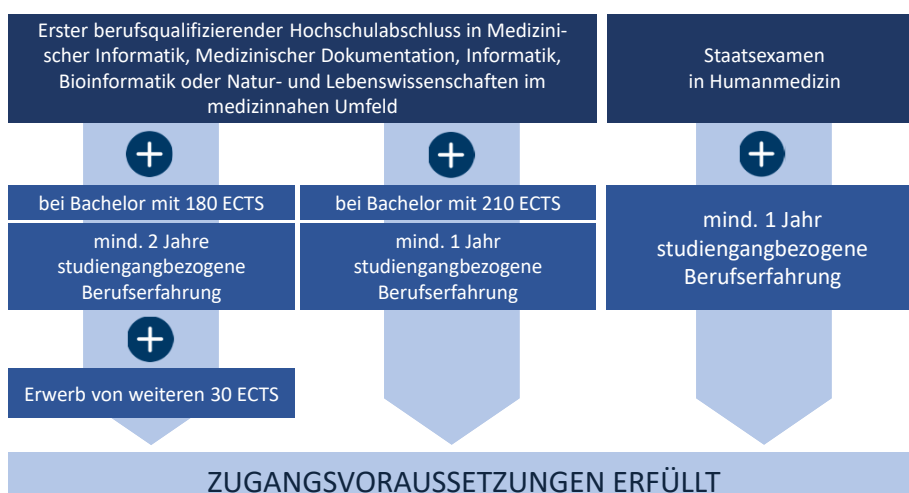 Erster berufsqualifizierender Hochschulabschluss in Medizini-
scher Informatik, Medizinischer Dokumentation, Informatik,
Bioinformatik oder Natur- und Lebenswissenschaften im
medizinnahen Umfeld
Staatsexamen
in Humanmedizin
bei Bachelor mit 180 ECTS
mind. 2 Jahre
studiengangbezogene
Berufserfahrung
Erwerb von weiteren 30 ECTS
bei Bachelor mit 210 ECTS
mind. 1 Jahr
studiengangbezogene
Berufserfahrung
mind. 1 Jahr
studiengangbezogene
Berufserfahrung
ZUGANGSVORAUSSETZUNGEN ERFÜLLT